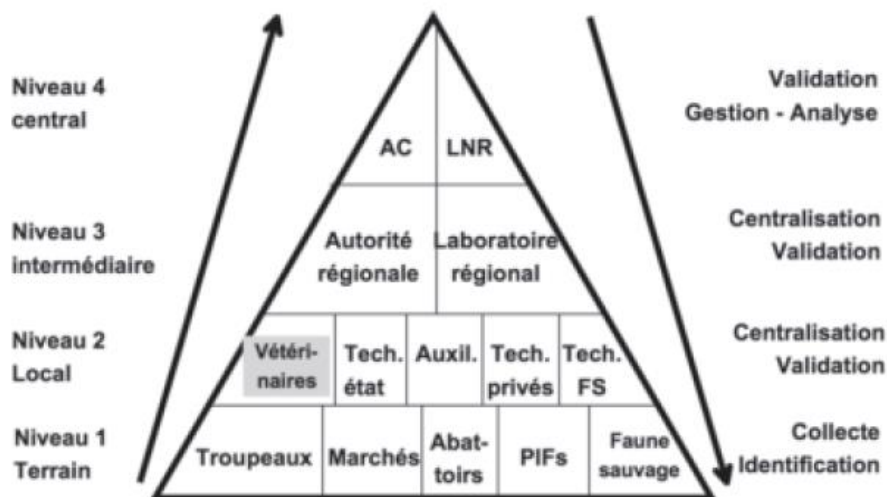 Niveau 4
central
AC
LNR
Validation
Gestion - Analyse
Niveau 3
intermédiaire
Autorité
régionale
Laboratoire
régional
Centralisation
Validation
Niveau 2
Local
Vétéri-
naires
Tech.
état
Auxil.
Tech.
privés
Tech.
FS
Centralisation
Validation
Niveau 1
Terrain
Troupeaux
Marchés
Abat-
toirs
PIFs
Faune
sauvage
Collecte
Identification